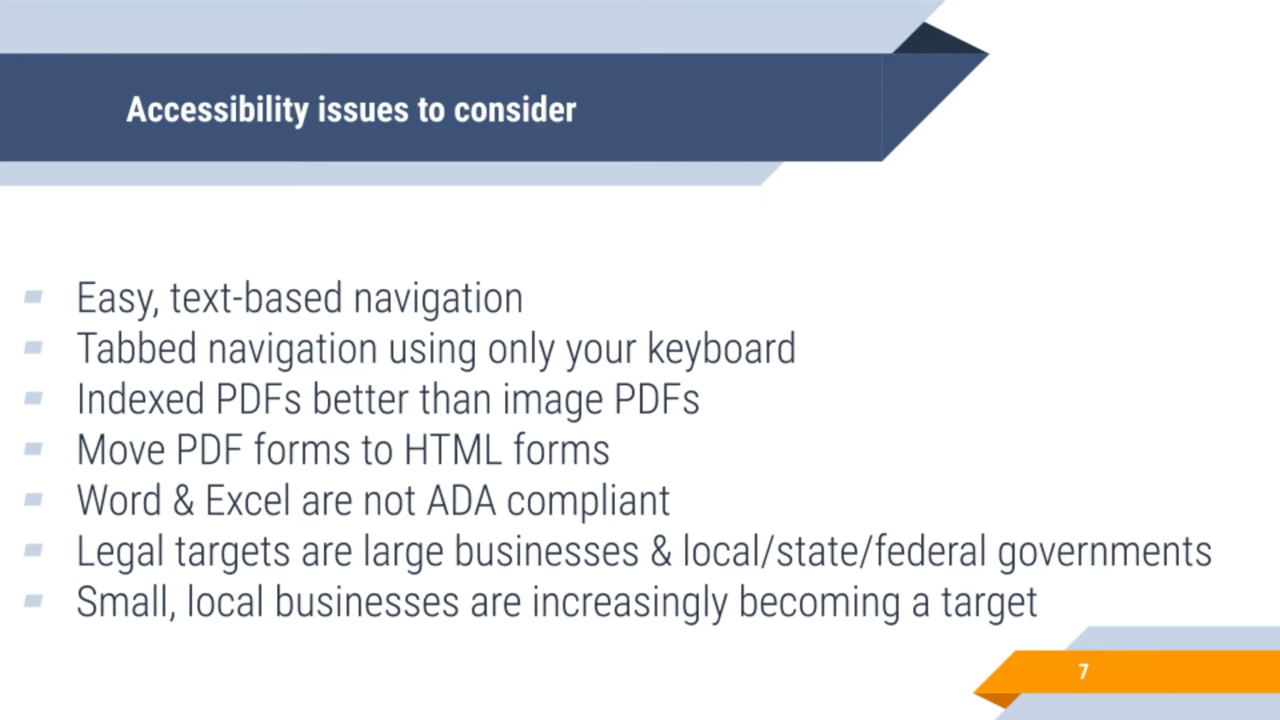 Accessibility issues to consider
Easy, text-based navigation
Tabbed navigation using only your keyboard
Indexed PDFs better than image PDFs
Move PDF forms to HTML forms
Word & Excel are not ADA compliant
Legal targets are large businesses & local/state/federal governments
Small, local businesses are increasingly becoming a target
7